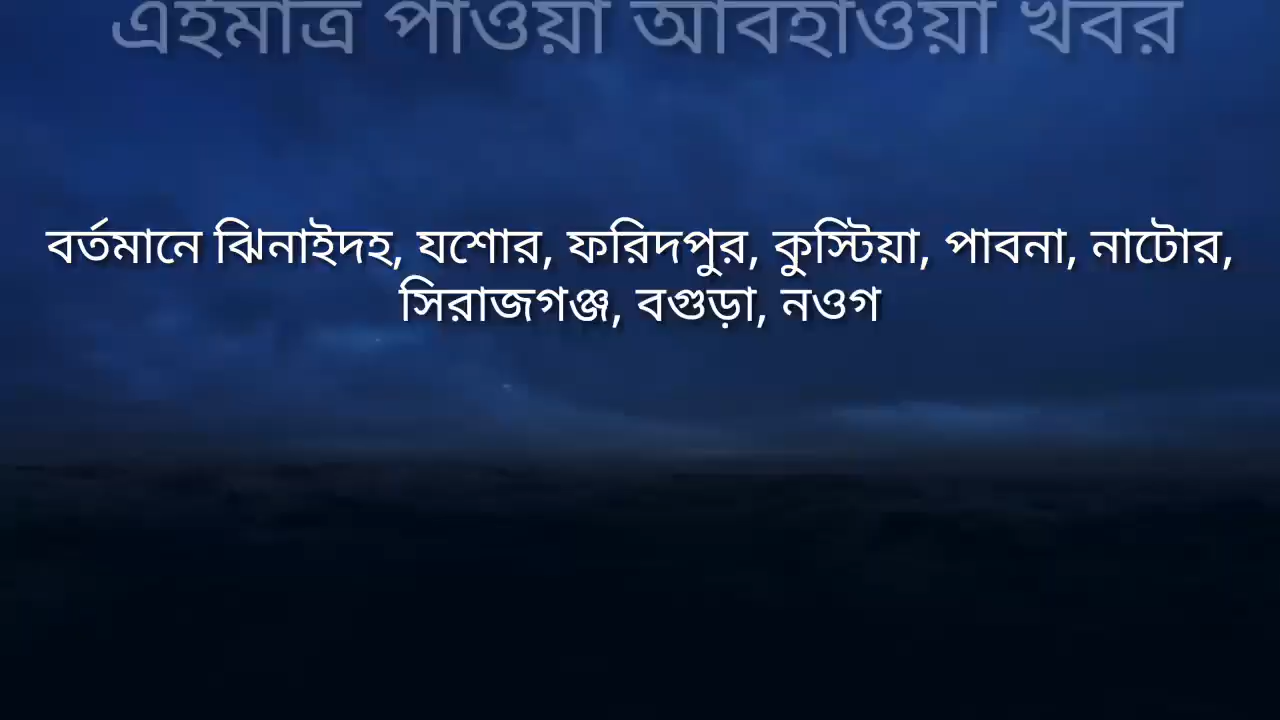 এইমাত্র পাওয়া আবহাওয়া খবর
বর্তমানে ঝিনাইদহ, যশোর, ফরিদপুর, কুস্টিয়া, পাবনা, নাটোর,
সিরাজগঞ্জ, বগুড়া, নওগ